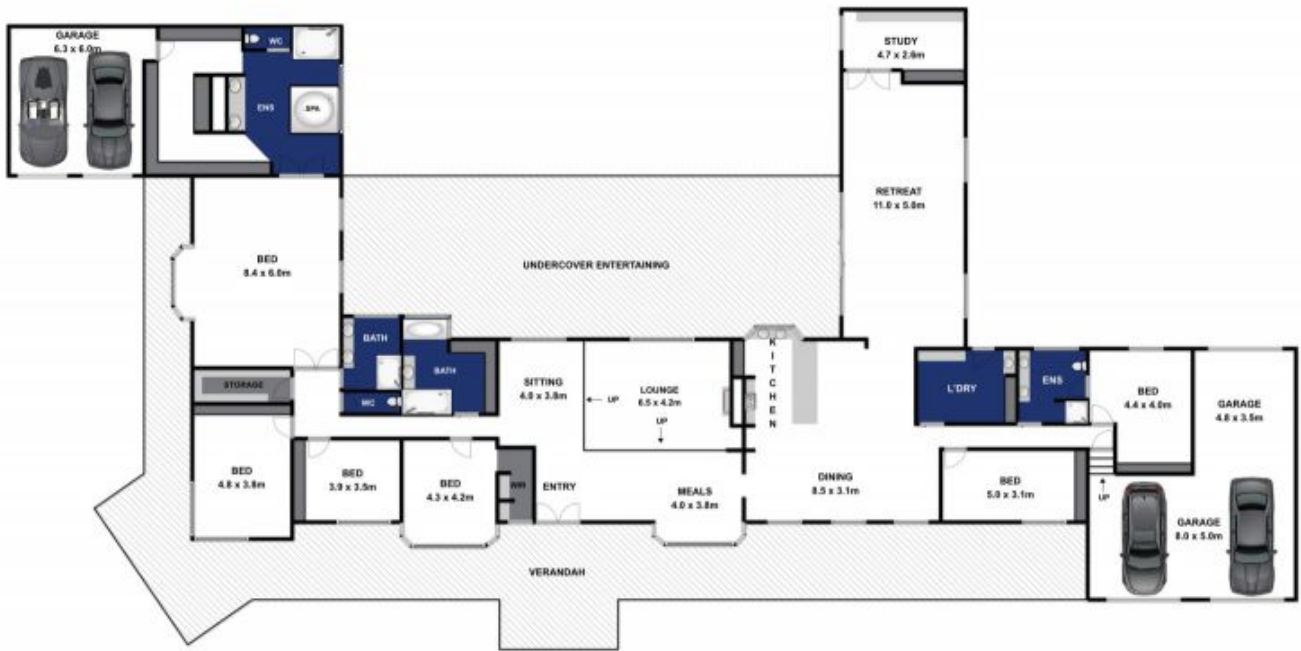 GARAGE
6.3 x 6.0m
WC
ENS
SPA
STUDY
4.7 x 2.6m
RETREAT
11.0 x 5.0m
BED
8.4 x 6.0m
UNDERCOVER ENTERTAINING
BATH
BATH
WC
STORAGE
SITTING
4.0 x 3.8m
UP
LOUNGE
6.5 x 4.2m
UP
KITCHEN
L'DRY
ENS
BED
4.4 x 4.0m
GARAGE
4.8 x 3.5m
BED
4.8 x 3.8m
BED
3.9 x 3.5m
BED
4.3 x 4.2m
WIR
ENTRY
MEALS
4.0 x 3.8m
DINING
8.5 x 3.1m
BED
5.0 x 3.1m
UP
GARAGE
8.0 x 5.0m
VERANDAH